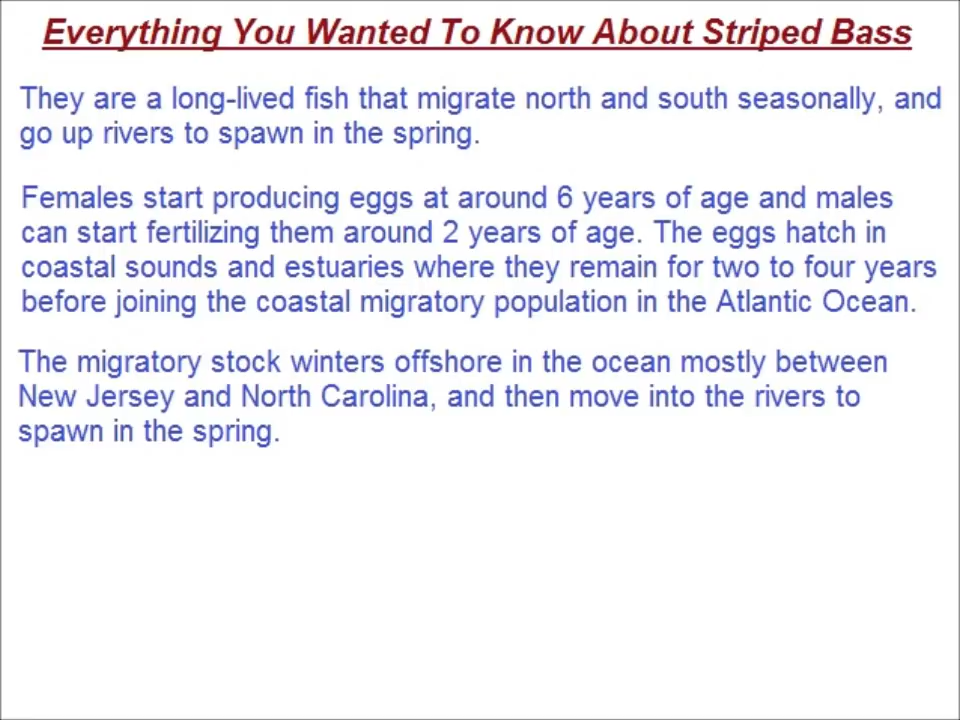 Everything You Wanted To Know About Striped Bass
They are a long-lived fish that migrate north and south seasonally, and
go up rivers to spawn in the spring.
Females start producing eggs at around 6 years of age and males
can start fertilizing them around 2 years of age. The eggs hatch in
coastal sounds and estuaries where they remain for two to four years
before joining the coastal migratory population in the Atlantic Ocean.
The migratory stock winters offshore in the ocean mostly between
New Jersey and North Carolina, and then move into the rivers to
spawn in the spring.